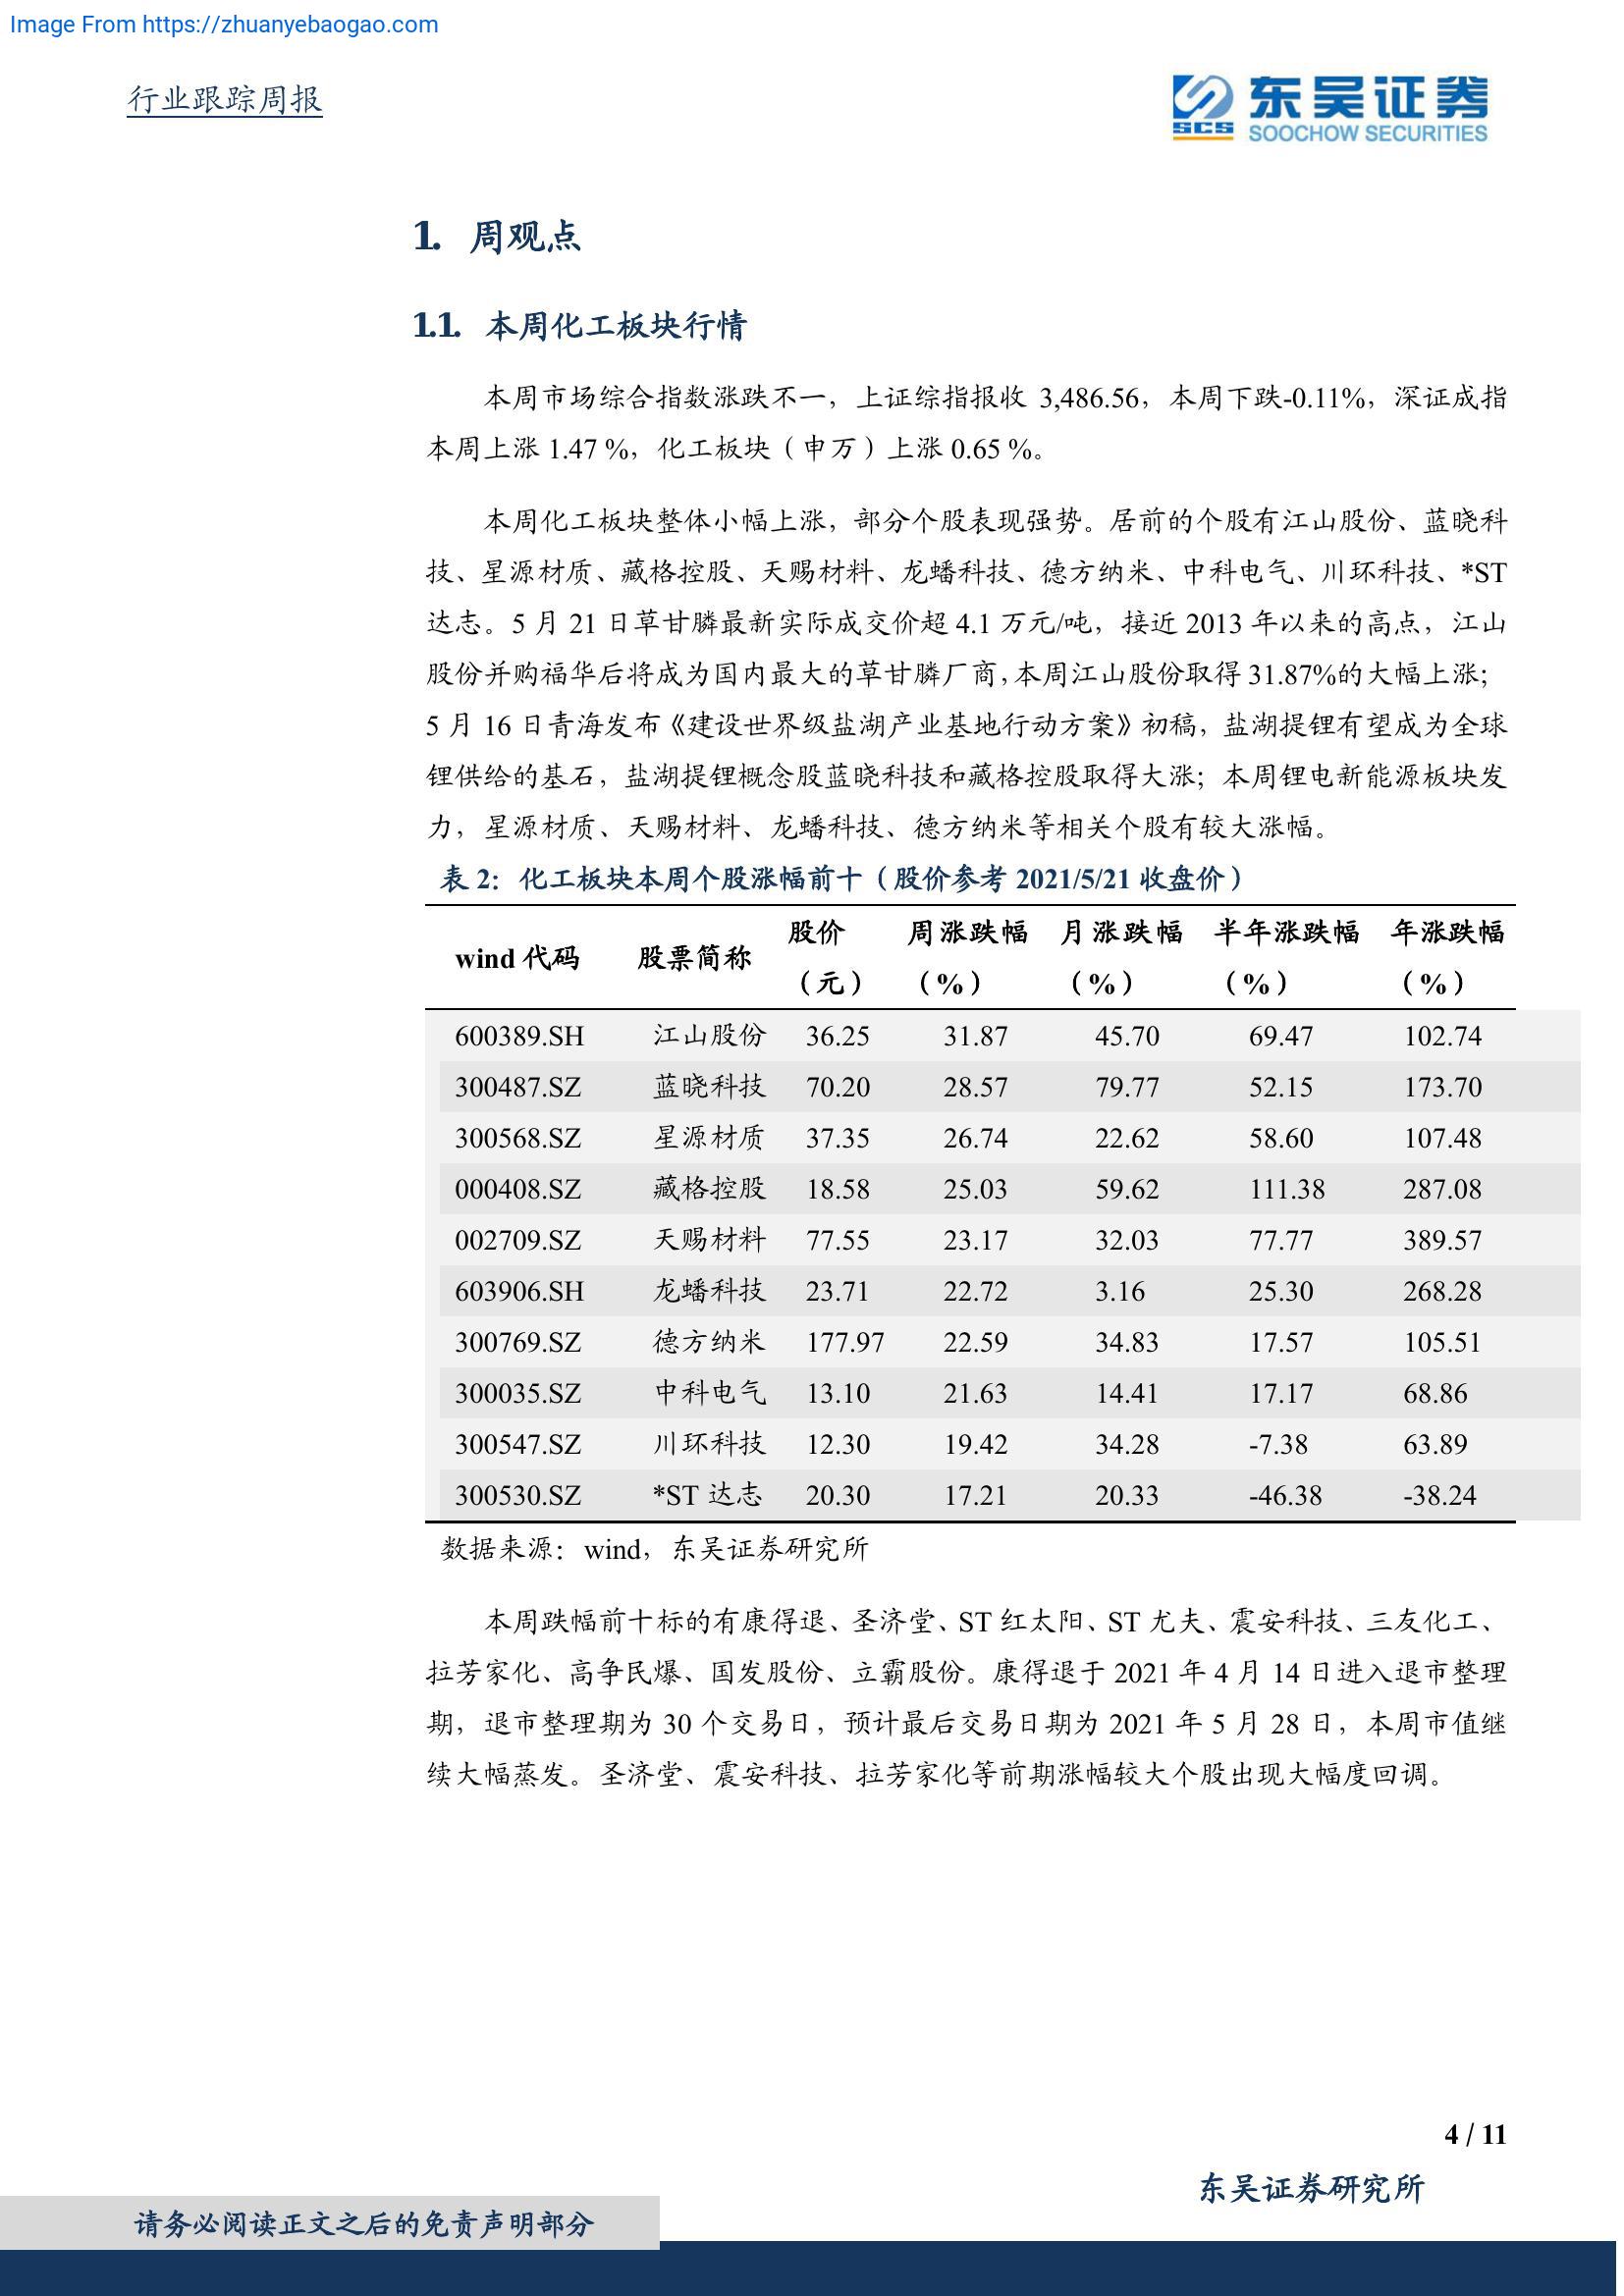 Image From https://zhuanyebaogao.com
行业跟踪周报
SCS 东吴证券
SOOCHOW SECURITIES
1. 周观点
1.1. 本周化工板块行情
本周市场综合指数涨跌不一，上证综指报收 3,486.56，本周下跌-0.11%，深证成指
本周上涨 1.47 %，化工板块（申万）上涨 0.65 %。
本周化工板块整体小幅上涨，部分个股表现强势。居前的个股有江山股份、蓝晓科
技、星源材质、藏格控股、天赐材料、龙蟠科技、德方纳米、中科电气、川环科技、*ST
达志。5 月 21 日草甘膦最新实际成交价超 4.1 万元/吨，接近 2013 年以来的高点，江山
股份并购福华后将成为国内最大的草甘膦厂商，本周江山股份取得 31.87%的大幅上涨；
5 月 16 日青海发布《建设世界级盐湖产业基地行动方案》初稿，盐湖提锂有望成为全球
锂供给的基石，盐湖提锂概念股蓝晓科技和藏格控股取得大涨；本周锂电新能源板块发
力，星源材质、天赐材料、龙蟠科技、德方纳米等相关个股有较大涨幅。
表 2：化工板块本周个股涨幅前十（股价参考 2021/5/21 收盘价）
wind 代码 股票简称 股价（元） 周涨跌幅（%） 月涨跌幅（%） 半年涨跌幅（%） 年涨跌幅（%）
600389.SH 江山股份 36.25 31.87 45.70 69.47 102.74
300487.SZ 蓝晓科技 70.20 28.57 79.77 52.15 173.70
300568.SZ 星源材质 37.35 26.74 22.62 58.60 107.48
000408.SZ 藏格控股 18.58 25.03 59.62 111.38 287.08
002709.SZ 天赐材料 77.55 23.17 32.03 77.77 389.57
603906.SH 龙蟠科技 23.71 22.72 3.16 25.30 268.28
300769.SZ 德方纳米 177.97 22.59 34.83 17.57 105.51
300035.SZ 中科电气 13.10 21.63 14.41 17.17 68.86
300547.SZ 川环科技 12.30 19.42 34.28 -7.38 63.89
300530.SZ *ST 达志 20.30 17.21 20.33 -46.38 -38.24
数据来源：wind，东吴证券研究所
本周跌幅前十标的有康得退、圣济堂、ST 红太阳、ST 尤夫、震安科技、三友化工、
拉芳家化、高争民爆、国发股份、立霸股份。康得退于 2021 年 4 月 14 日进入退市整理
期，退市整理期为 30 个交易日，预计最后交易日期为 2021 年 5 月 28 日，本周市值继
续大幅蒸发。圣济堂、震安科技、拉芳家化等前期涨幅较大个股出现大幅度回调。
4 / 11
东吴证券研究所
请务必阅读正文之后的免责声明部分